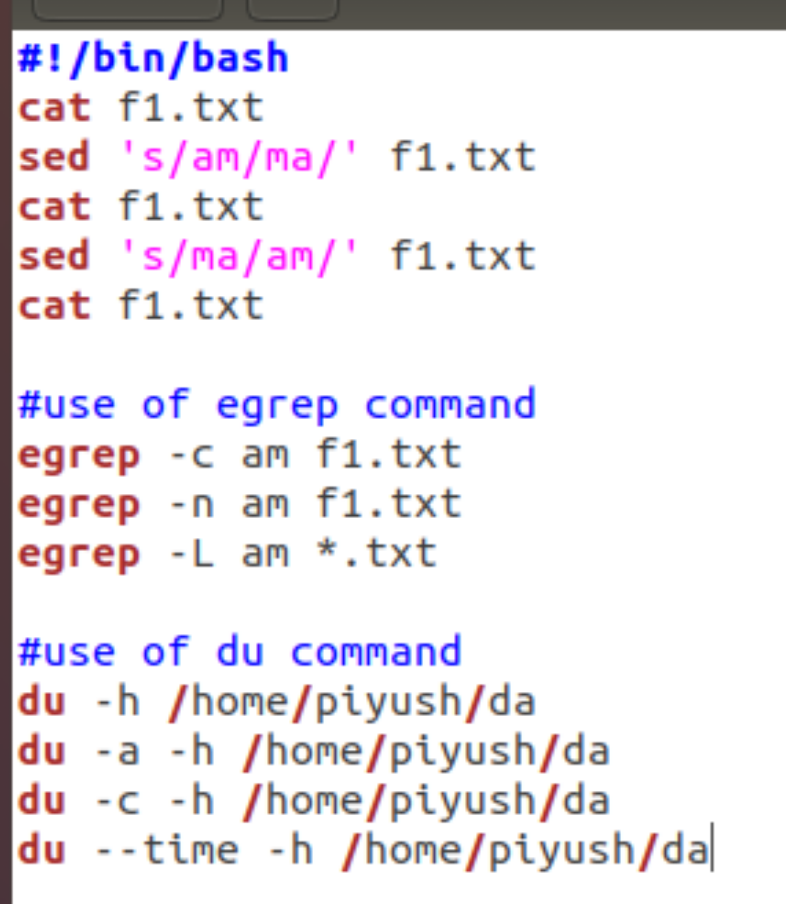 #!/bin/bash
cat f1.txt
sed 's/am/ma/' f1.txt
cat f1.txt
sed 's/ma/am/' f1.txt
cat f1.txt
#use of egrep command
egrep -c am f1.txt
egrep -n am f1.txt
egrep -L am *.txt
#use of du command
du -h /home/piyush/da
du -a -h /home/piyush/da
du -c -h /home/piyush/da
du --time -h /home/piyush/da